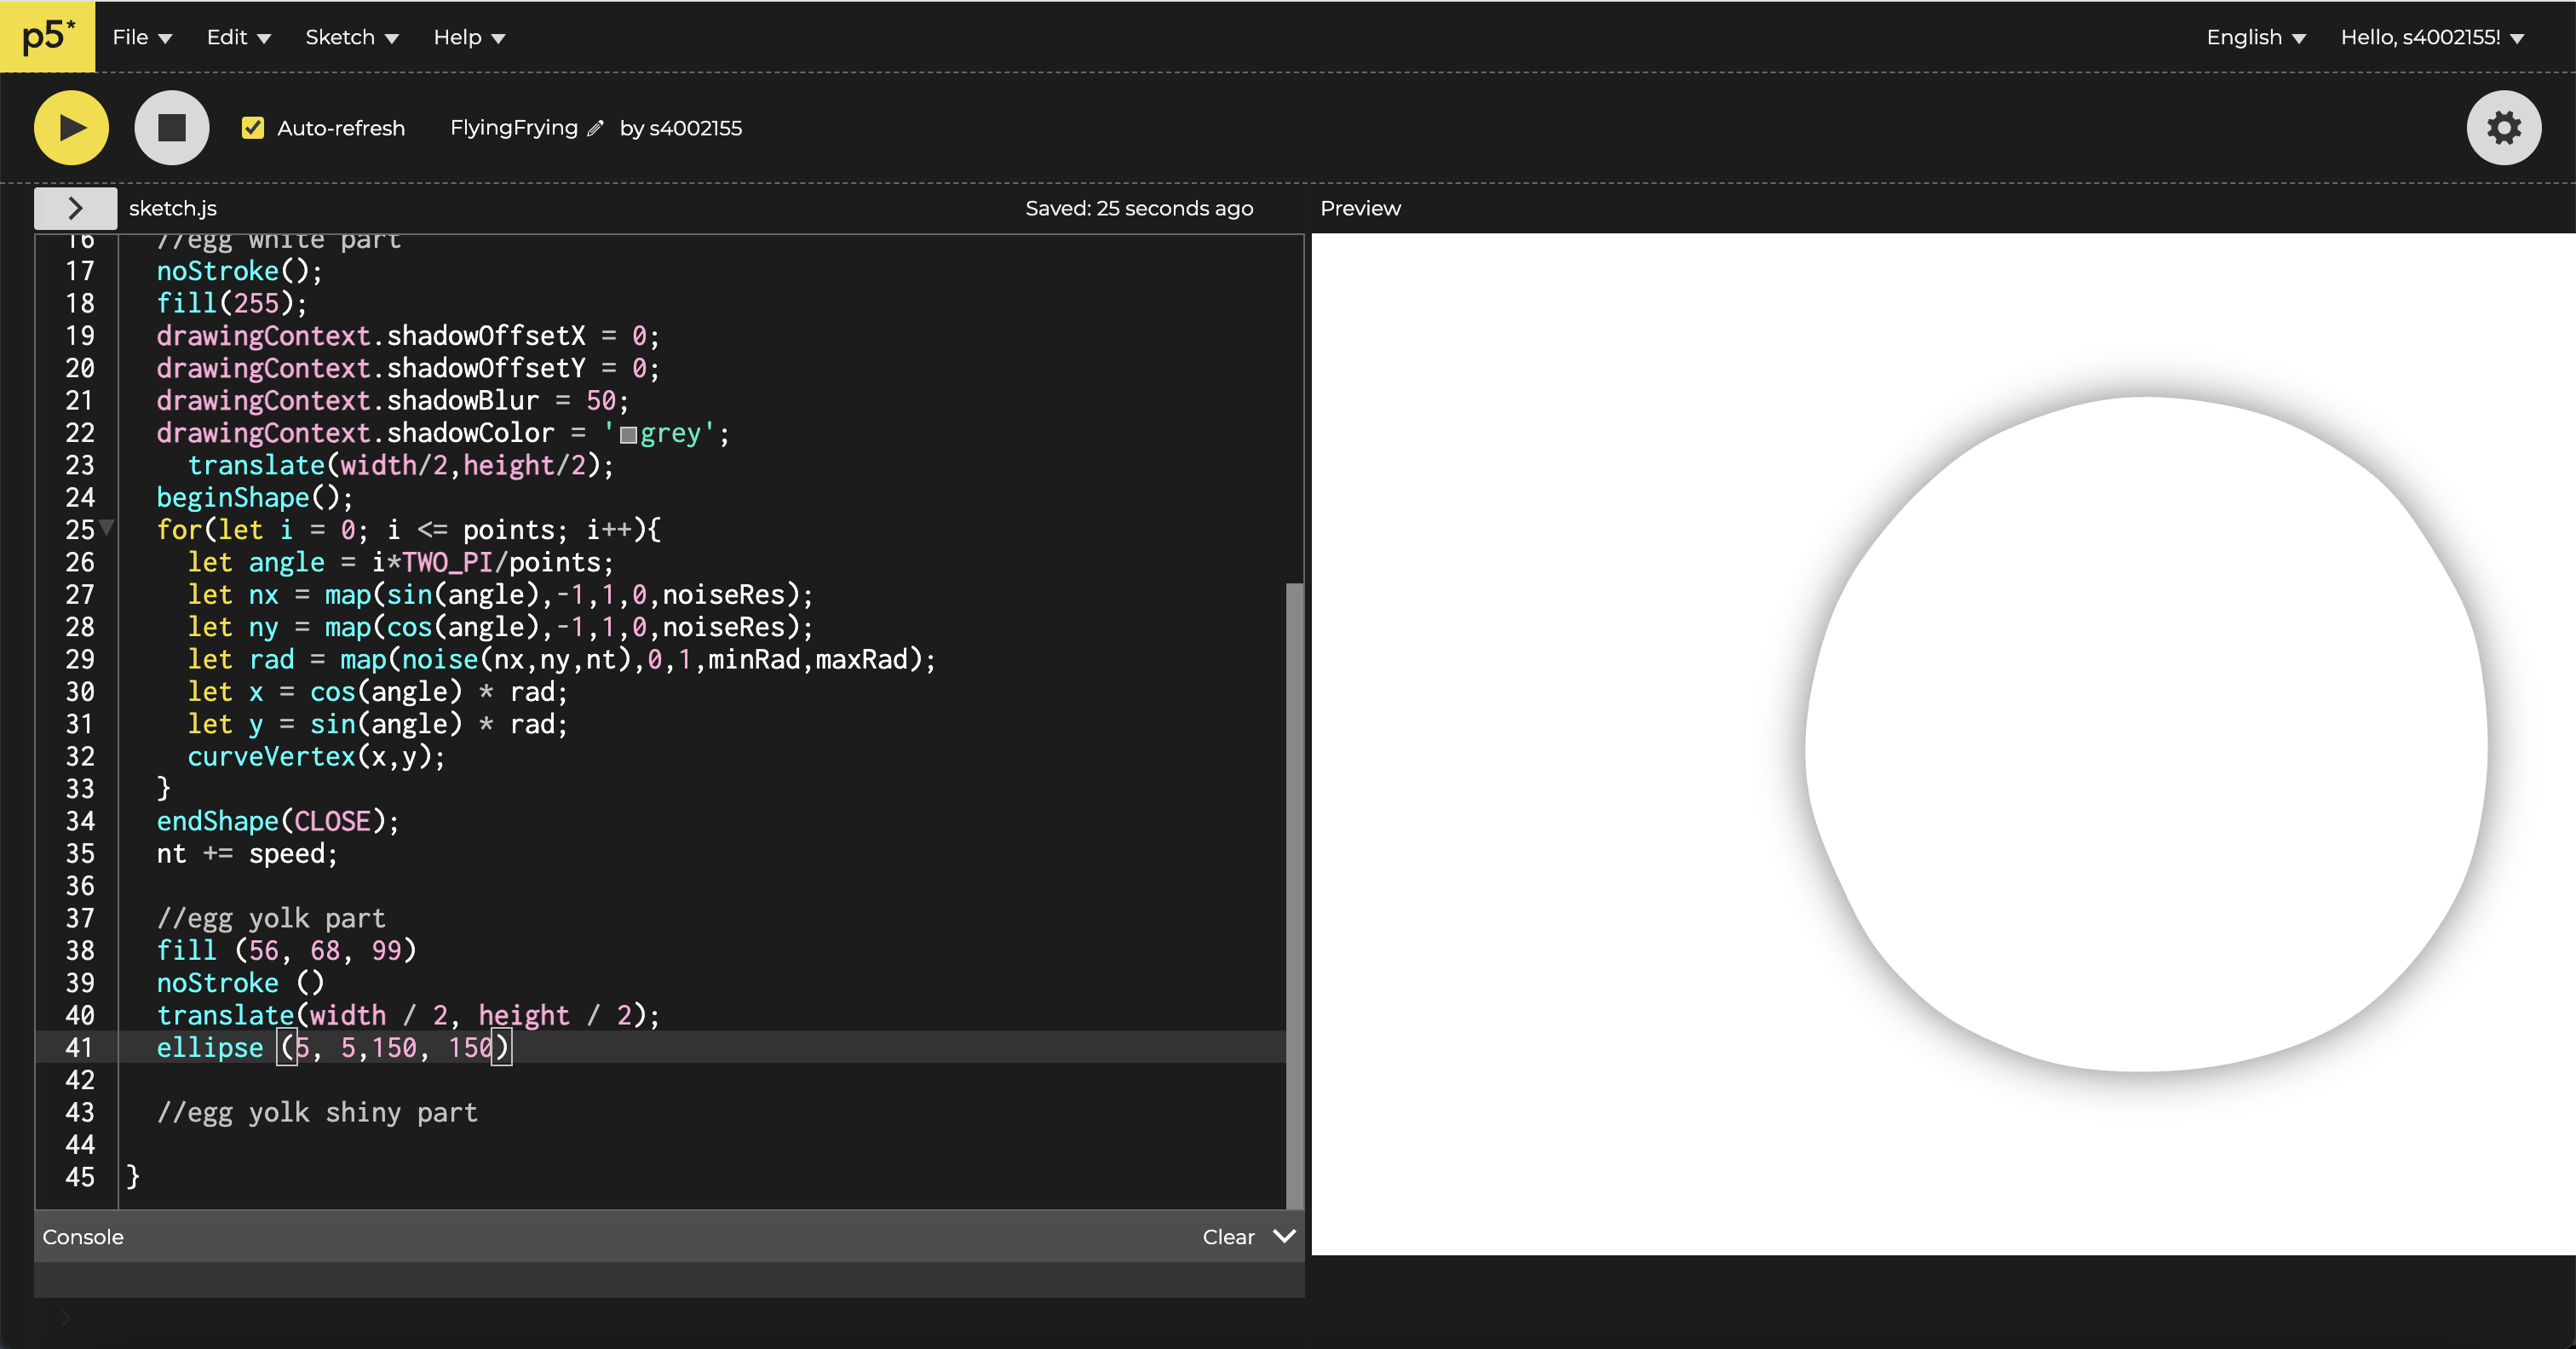 p5* File Edit Sketch Help English Hello, s4002155!
Auto-refresh FlyingFrying by s4002155
sketch.js Saved: 25 seconds ago Preview
16 //egg white part
17 noStroke();
18 fill(255);
19 drawingContext.shadowOffsetX = 0;
20 drawingContext.shadowOffsetY = 0;
21 drawingContext.shadowBlur = 50;
22 drawingContext.shadowColor = 'grey';
23 translate(width/2,height/2);
24 beginShape();
25 for(let i = 0; i <= points; i++){
26 let angle = i*TWO_PI/points;
27 let nx = map(sin(angle),-1,1,0,noiseRes);
28 let ny = map(cos(angle),-1,1,0,noiseRes);
29 let rad = map(noise(nx,ny,nt),0,1,minRad,maxRad);
30 let x = cos(angle) * rad;
31 let y = sin(angle) * rad;
32 curveVertex(x,y);
33 }
34 endShape(CLOSE);
35 nt += speed;
36
37 //egg yolk part
38 fill (56, 68, 99)
39 noStroke ()
40 translate(width / 2, height / 2);
41 ellipse (5, 5,150, 150)
42
43 //egg yolk shiny part
44
45 }
Console Clear